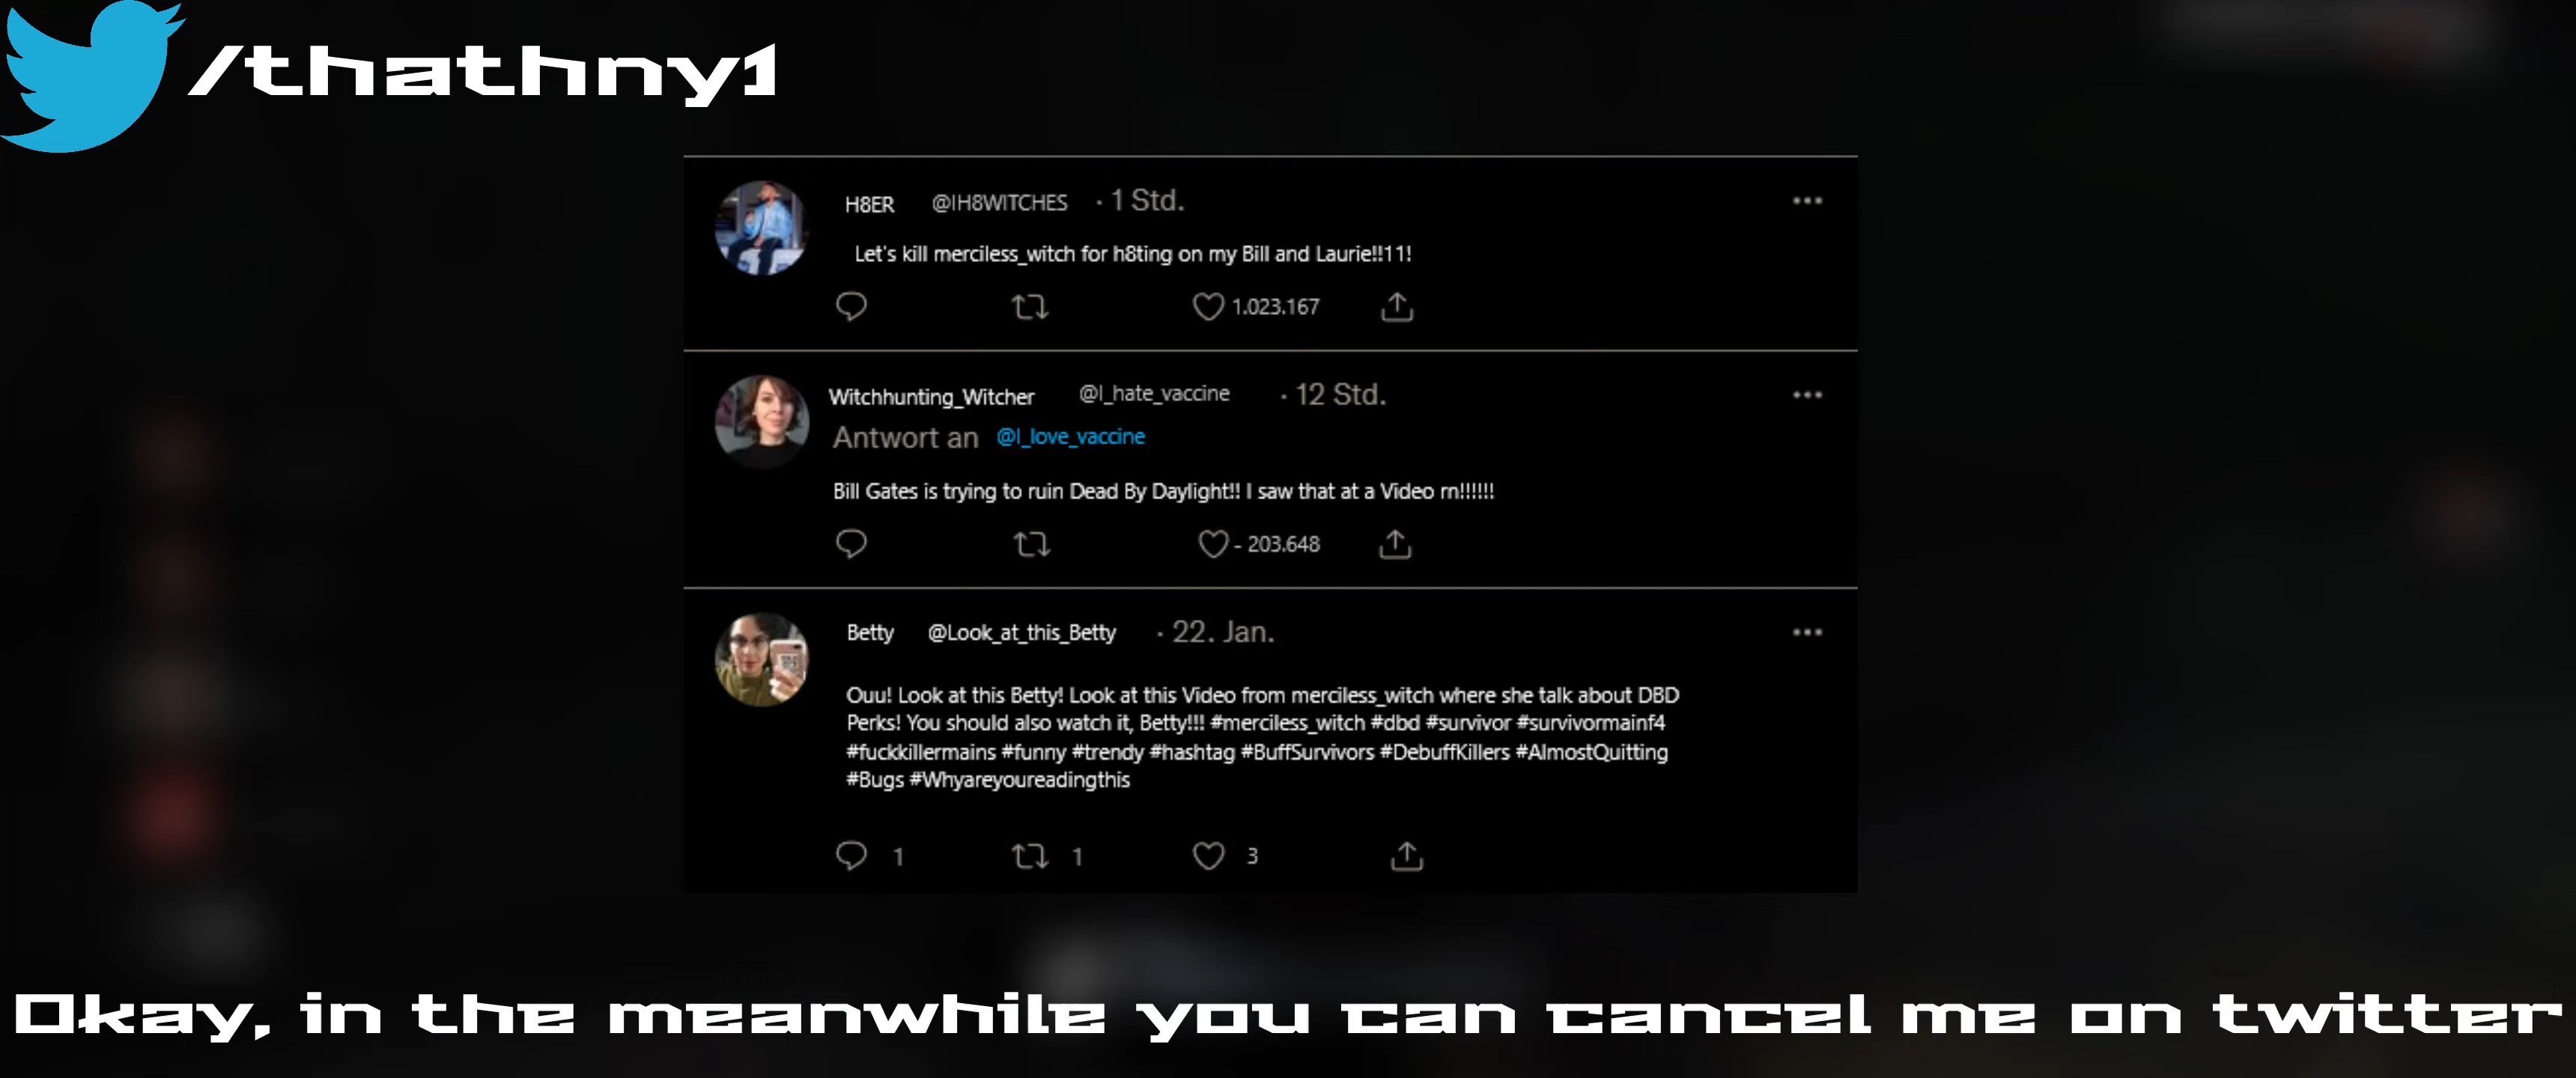 /thathny1
H8ER @IH8WITCHES · 1 Std.
Let's kill merciless_witch for h8ting on my Bill and Laurie!!11!
1.023.167
Witchhunting_Witcher @I_hate_vaccine · 12 Std.
Antwort an @I_love_vaccine
Bill Gates is trying to ruin Dead By Daylight!! I saw that at a Video rn!!!!!!
- 203.648
Betty @Look_at_this_Betty · 22. Jan.
Ouu! Look at this Betty! Look at this Video from merciless_witch where she talk about DBD
Perks! You should also watch it, Betty!!! #merciless_witch #dbd #survivor #survivormainf4
#fuckkillermains #funny #trendy #hashtag #BuffSurvivors #DebuffKillers #AlmostQuitting
#Bugs #Whyareyoureadingthis
1 1 3
Okay, in the meanwhile you can cancel me on twitter